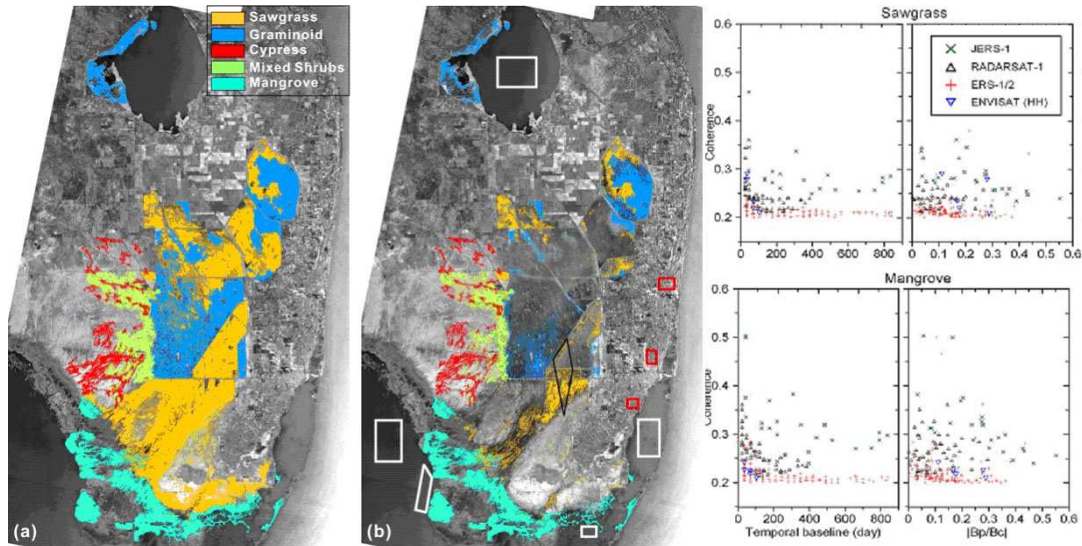 Sawgrass
Graminoid
Cypress
Mixed Shrubs
Mangrove
(a)
(b)
Sawgrass
0.6
0.5
0.4
0.3
0.2
Coherence
0 200 400 600 800
0 0.1 0.2 0.3 0.4 0.5 0.6
JERS-1
RADARSAT-1
ERS-1/2
ENVISAT (HH)
Mangrove
0.6
0.5
0.4
0.3
0.2
Coherence
0 200 400 600 800
0 0.1 0.2 0.3 0.4 0.5 0.6
Temporal baseline (day)
|Bp/Bc|